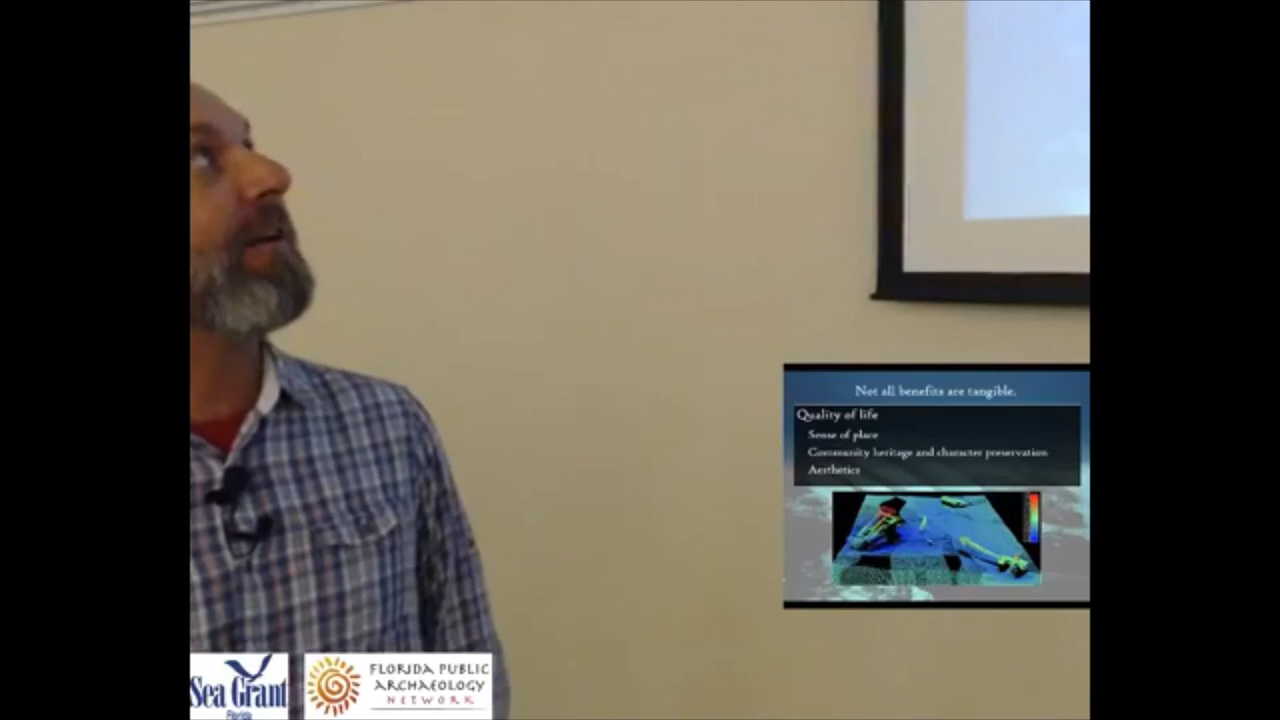 Not all benefits are tangible.
Quality of life
Sense of place
Community heritage and character preservation
Aesthetics
Sea Grant
Florida
FLORIDA PUBLIC
ARCHAEOLOGY
NETWORK